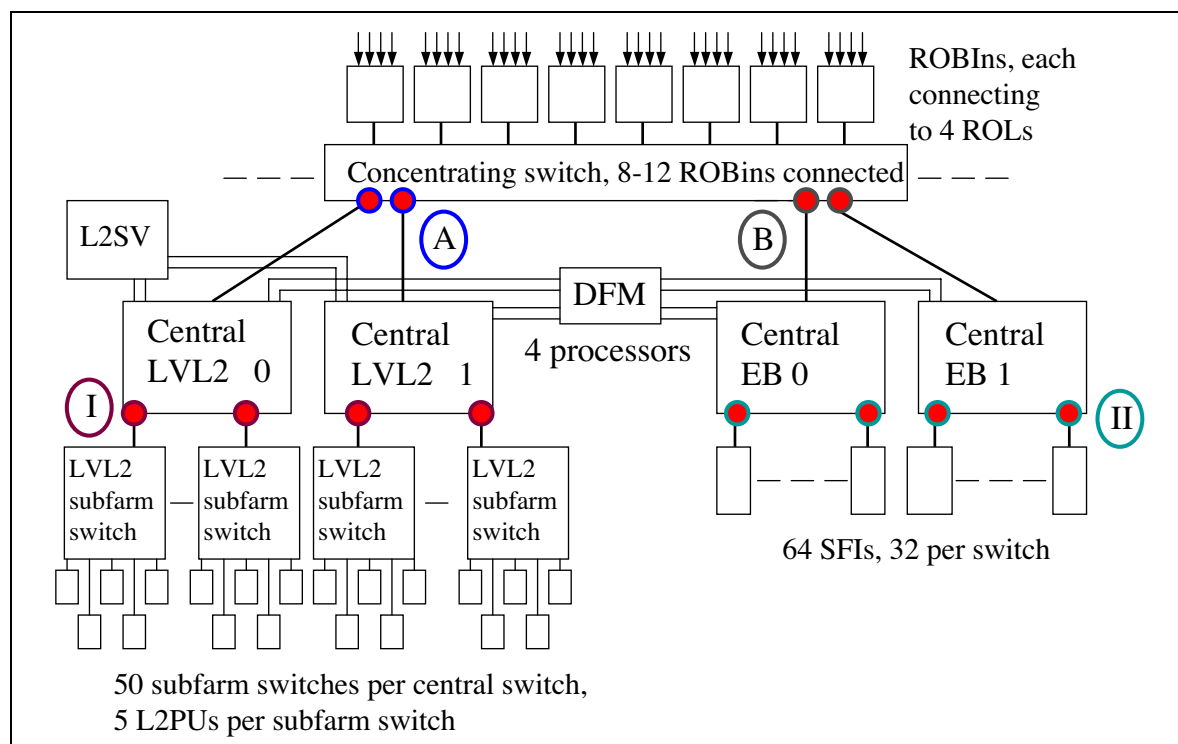 ROBIns, each
connecting
to 4 ROLs
Concentrating switch, 8-12 ROBins connected
L2SV
A
B
DFM
4 processors
Central
LVL2 0
Central
LVL2 1
Central
EB 0
Central
EB 1
I
II
LVL2
subfarm
switch
LVL2
subfarm
switch
LVL2
subfarm
switch
LVL2
subfarm
switch
64 SFIs, 32 per switch
50 subfarm switches per central switch,
5 L2PUs per subfarm switch